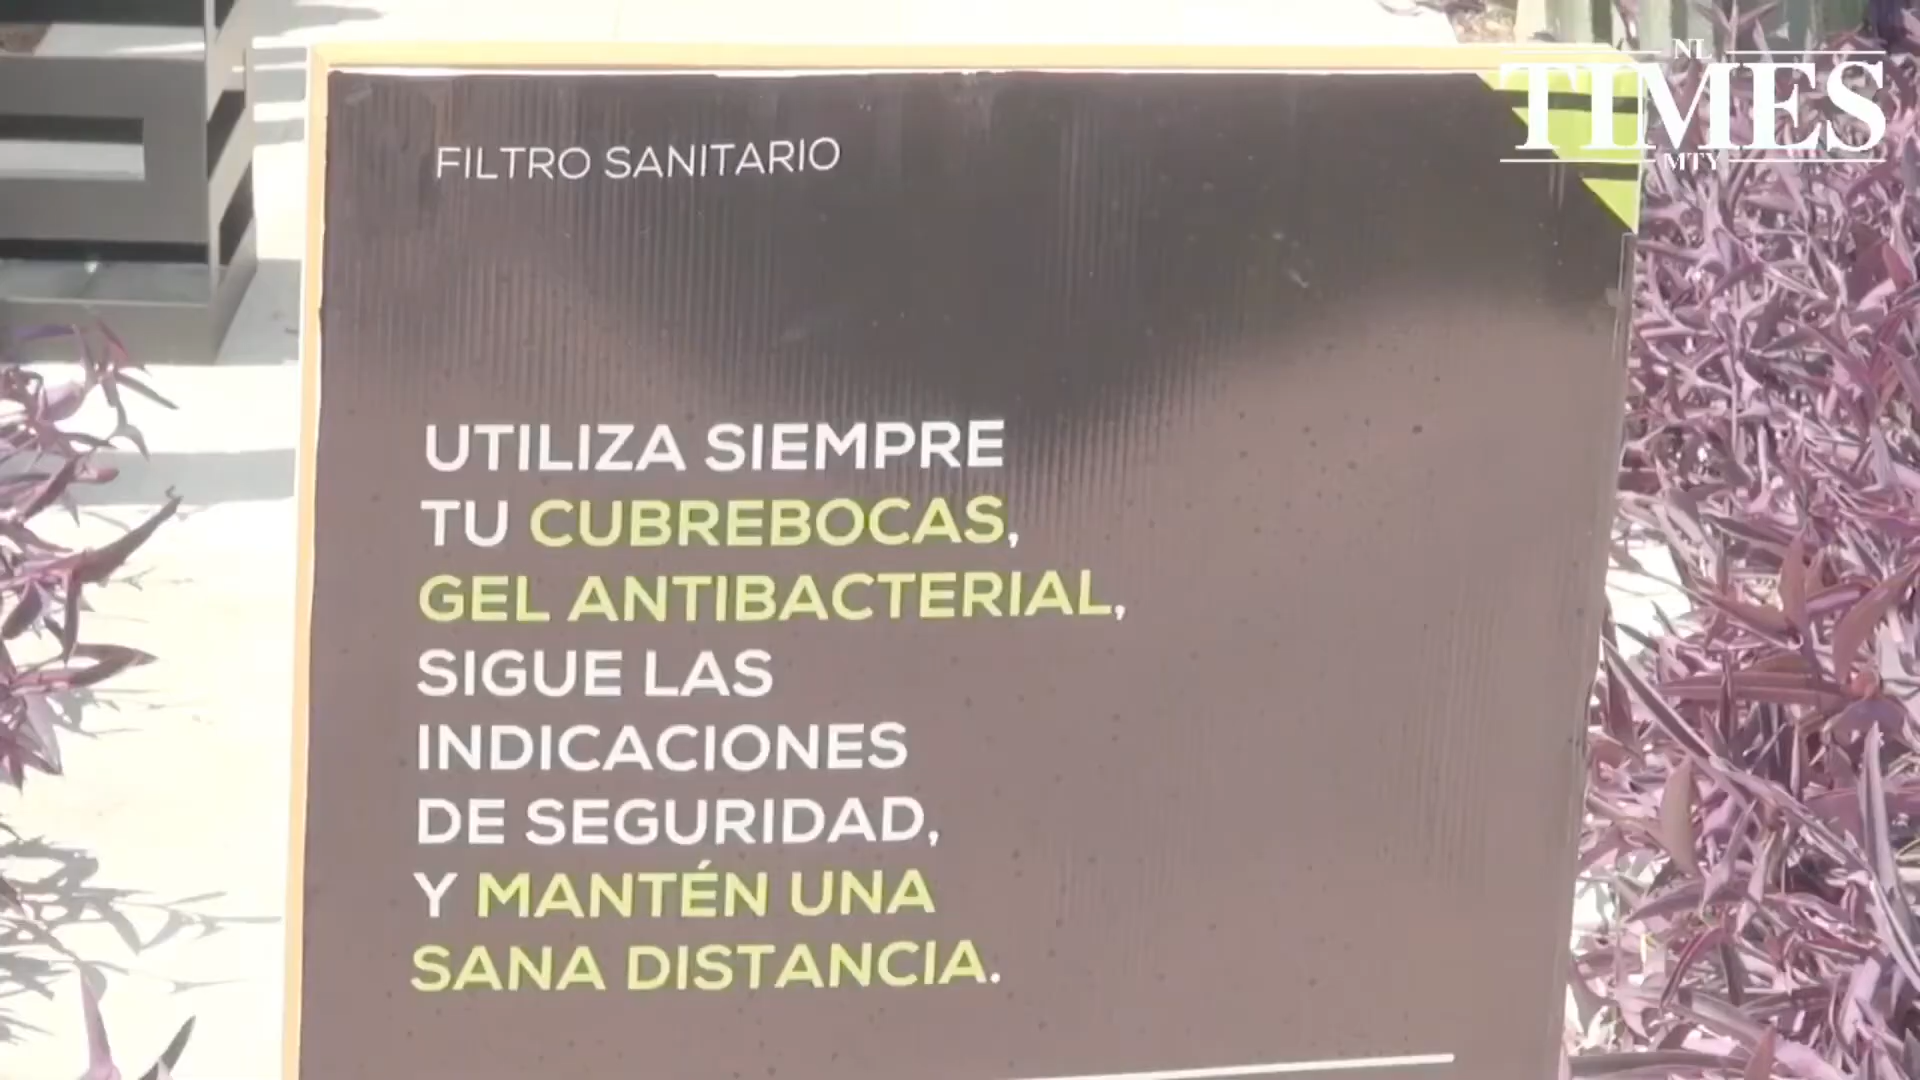 NL
TIMES
MTY
FILTRO SANITARIO
UTILIZA SIEMPRE
TU CUBREBOCAS,
GEL ANTIBACTERIAL,
SIGUE LAS
INDICACIONES
DE SEGURIDAD,
Y MANTÉN UNA
SANA DISTANCIA.